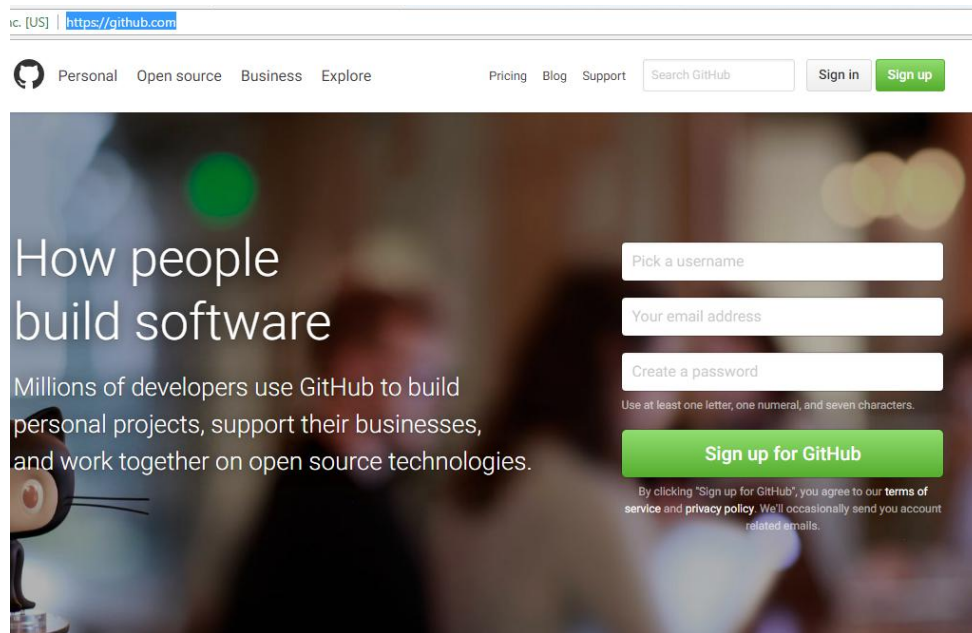 nc. [US] https://github.com
Personal Open source Business Explore Pricing Blog Support Search GitHub Sign in Sign up
How people
build software
Millions of developers use GitHub to build
personal projects, support their businesses,
and work together on open source technologies.
Pick a username
Your email address
Create a password
Use at least one letter, one numeral, and seven characters.
Sign up for GitHub
By clicking "Sign up for GitHub", you agree to our terms of
service and privacy policy. We'll occasionally send you account
related emails.